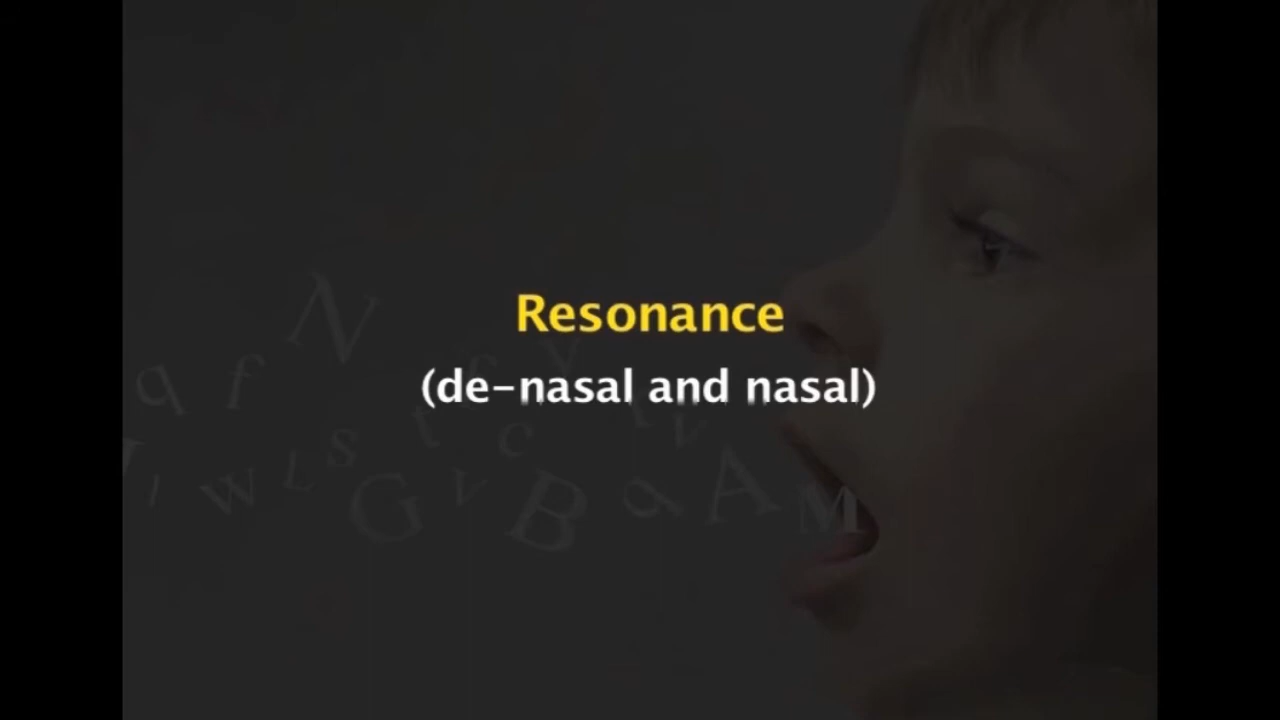 Resonance
(de-nasal and nasal)
N
q f
t
s c
w L G v B a A M